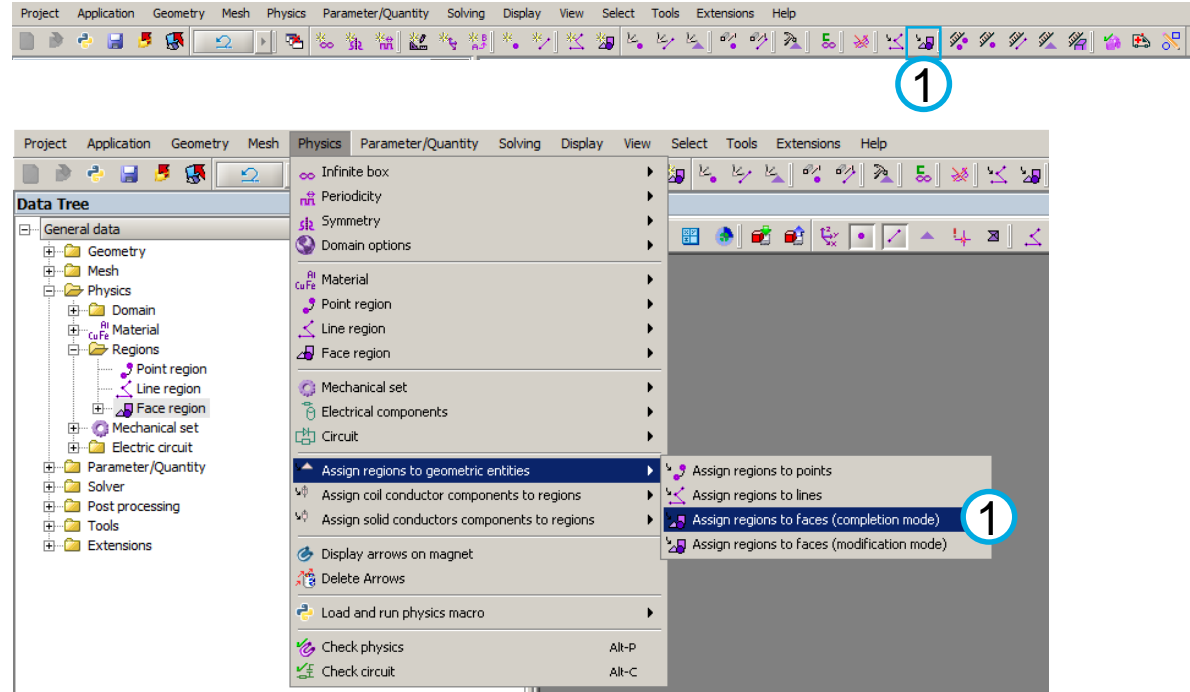 Project Application Geometry Mesh Physics Parameter/Quantity Solving Display View Select Tools Extensions Help
1
Project Application Geometry Mesh Physics Parameter/Quantity Solving Display View Select Tools Extensions Help
Data Tree
General data
Geometry
Mesh
Physics
Domain
Material
Regions
Point region
Line region
Face region
Mechanical set
Electric circuit
Parameter/Quantity
Solver
Post processing
Tools
Extensions
Infinite box
Periodicity
Symmetry
Domain options
Material
Point region
Line region
Face region
Mechanical set
Electrical components
Circuit
Assign regions to geometric entities
Assign coil conductor components to regions
Assign solid conductors components to regions
Display arrows on magnet
Delete Arrows
Load and run physics macro
Check physics Alt-P
Check circuit Alt-C
Assign regions to points
Assign regions to lines
Assign regions to faces (completion mode) 1
Assign regions to faces (modification mode)